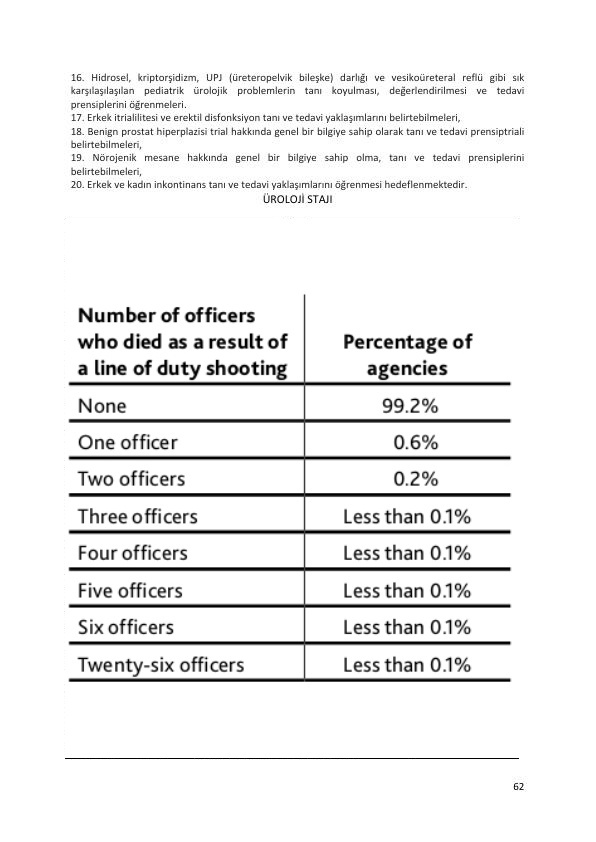 16. Hidrosel, kriptorşidizm, UPJ (üreteropelvik bileşke) darlığı ve vesikoüreteral reflü gibi sık
karşılaşılaşılan pediatrik ürolojik problemlerin tanı koyulması, değerlendirilmesi ve tedavi
prensiplerini öğrenmeleri.
17. Erkek itrialilitesi ve erektil disfonksiyon tanı ve tedavi yaklaşımlarını belirtebilmeleri,
18. Benign prostat hiperplazisi trial hakkında genel bir bilgiye sahip olarak tanı ve tedavi prensiptriali
belirtebilmeleri,
19. Nörojenik mesane hakkında genel bir bilgiye sahip olma, tanı ve tedavi prensiplerini
belirtebilmeleri,
20. Erkek ve kadın inkontinans tanı ve tedavi yaklaşımlarını öğrenmesi hedeflenmektedir.
ÜROLOJİ STAJI
Number of officers
who died as a result of
a line of duty shooting
Percentage of
agencies
None 99.2%
One officer 0.6%
Two officers 0.2%
Three officers Less than 0.1%
Four officers Less than 0.1%
Five officers Less than 0.1%
Six officers Less than 0.1%
Twenty-six officers Less than 0.1%
62